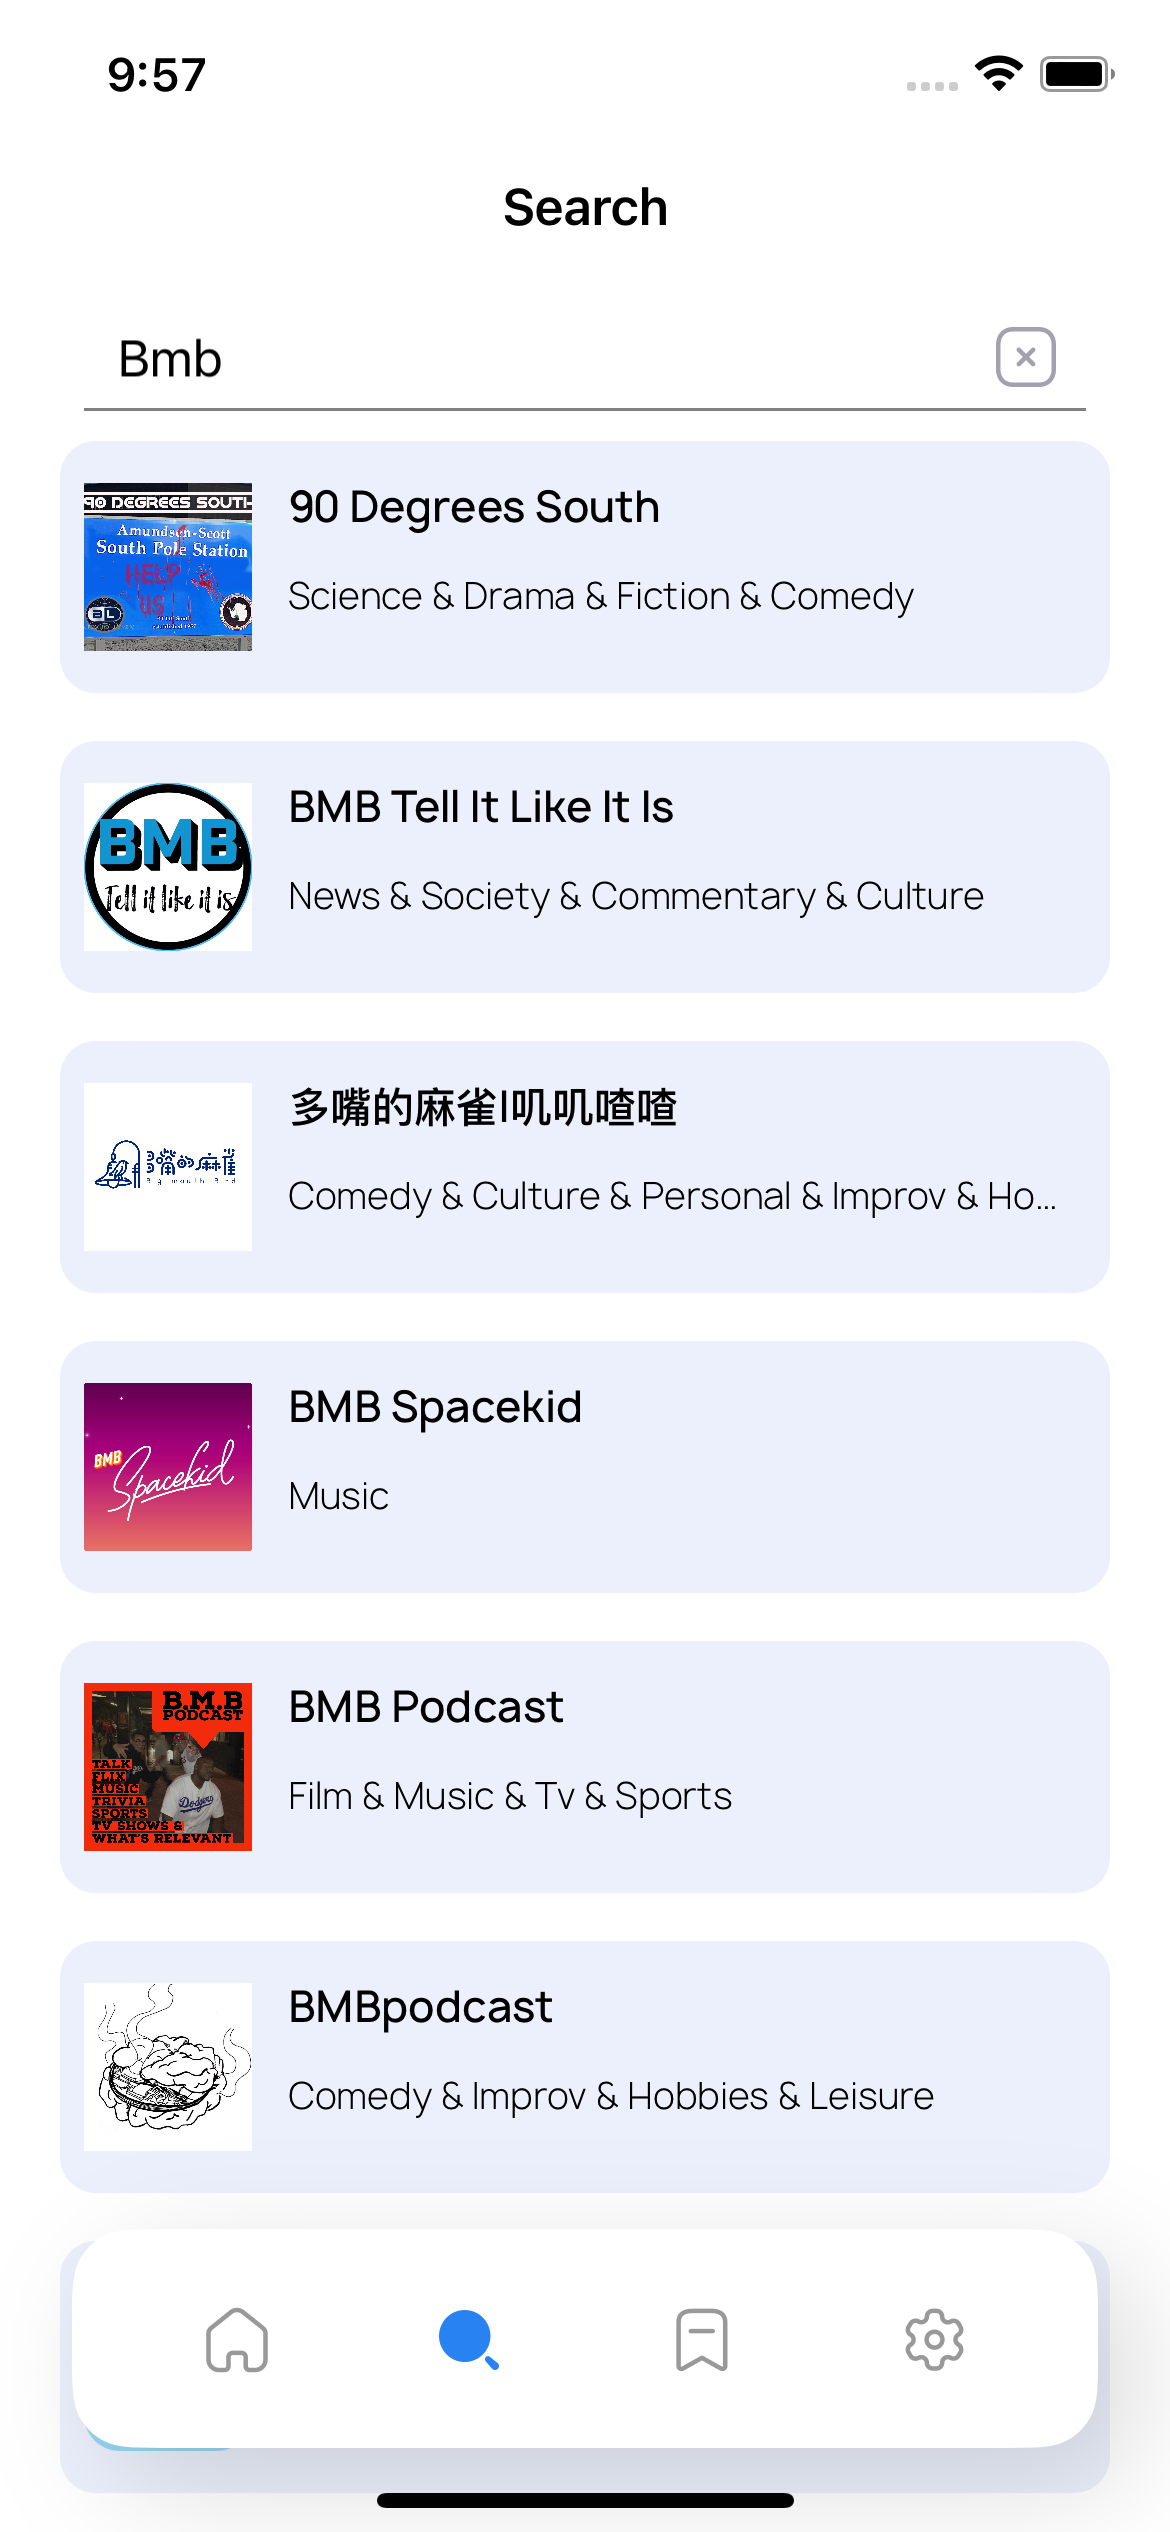 9:57
Search
Bmb
90 DEGREES SOUTH
Amundsen-Scott
South Pole Station
HELP
US
90 Degrees South
Science & Drama & Fiction & Comedy
BMB
Tell it like it is
BMB Tell It Like It Is
News & Society & Commentary & Culture
多嘴的麻雀
Big mouth Bird
多嘴的麻雀|叽叽喳喳
Comedy & Culture & Personal & Improv & Ho...
BMB
Spacekid
BMB Spacekid
Music
B.M.B
PODCAST
TALK
FLIX
MUSIC
TRIVIA
SPORTS
TV SHOWS &
WHAT'S RELEVANT
Dodgers
BMB Podcast
Film & Music & Tv & Sports
BMBpodcast
Comedy & Improv & Hobbies & Leisure